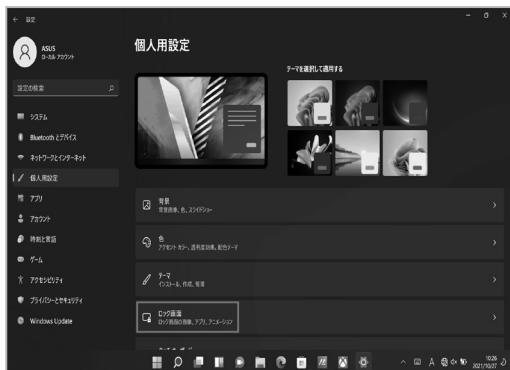 ← 設定
ASUS
ローカル アカウント
設定の検索
システム
Bluetooth とデバイス
ネットワークとインターネット
個人用設定
アプリ
アカウント
時刻と言語
ゲーム
アクセシビリティ
プライバシーとセキュリティ
Windows Update
個人用設定
テーマを選択して適用する
背景
背景画像、色、スライドショー
色
アクセント カラー、透明度効果、配色テーマ
テーマ
インストール、作成、管理
ロック画面
ロック画面の画像、アプリ、アニメーション
A
10:26
2021/10/27